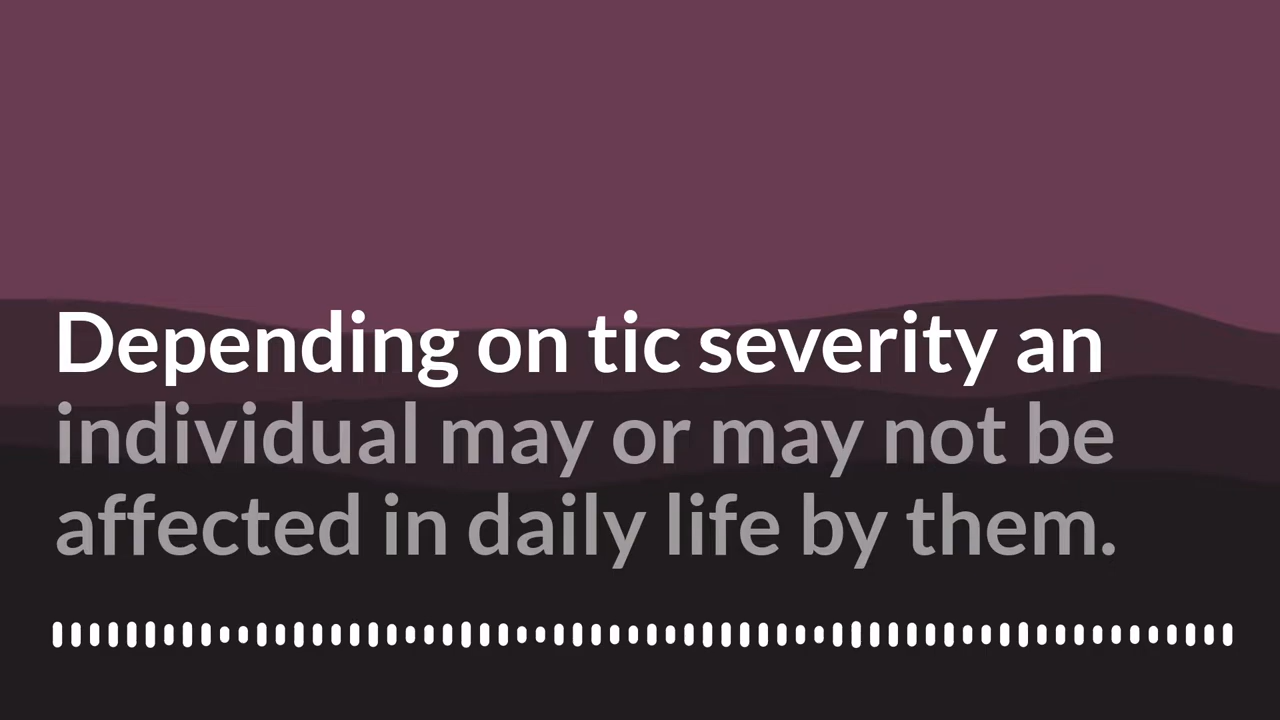 Depending on tic severity an
individual may or may not be
affected in daily life by them.